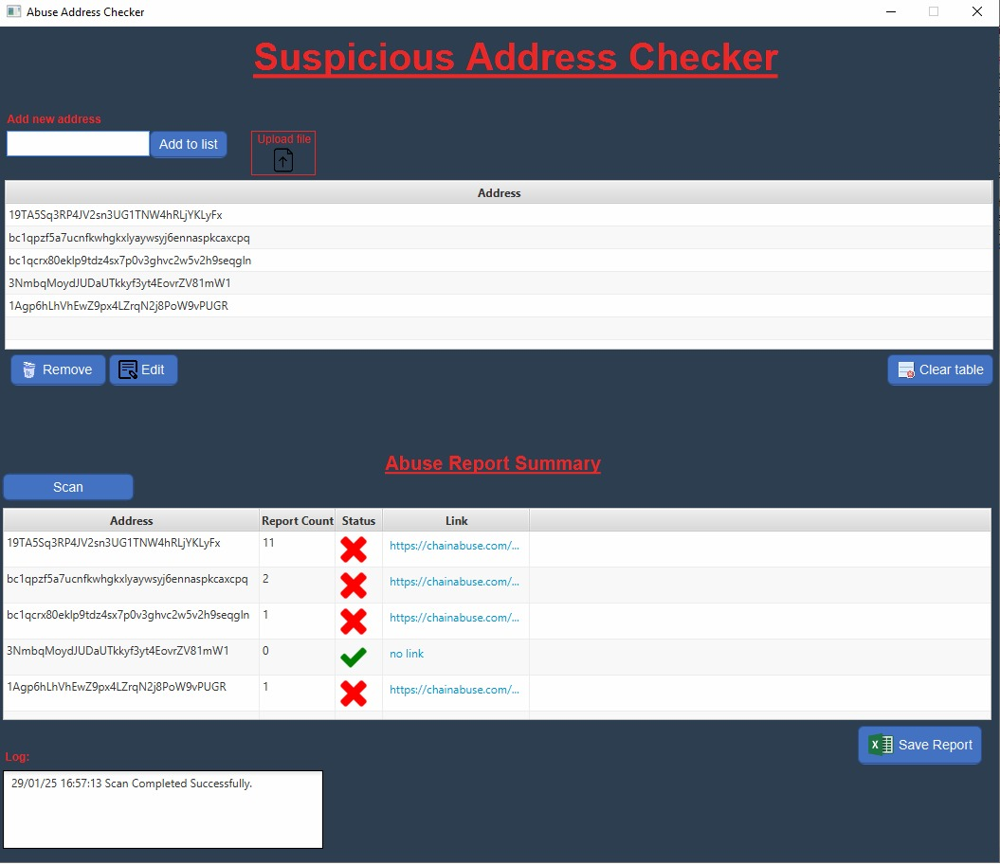 Abuse Address Checker
Suspicious Address Checker
Add new address
Add to list
Upload file
Address
19TA5Sq3RP4JV2sn3UG1TNW4hRLjYKLyFx
bc1qpzf5a7ucnfkwhgkxlyaywsyj6ennaspkcaxcpq
bc1qcrx80eklp9tdz4sx7p0v3ghvc2w5v2h9seqgln
3NmbqMoydJUDaUTkkyf3yt4EovrZV81mW1
1Agp6hLhVhEwZ9px4LZrqN2j8PoW9vPUGR
Remove Edit Clear table
Abuse Report Summary
Scan
Address Report Count Status Link
19TA5Sq3RP4JV2sn3UG1TNW4hRLjYKLyFx 11 https://chainabuse.com/...
bc1qpzf5a7ucnfkwhgkxlyaywsyj6ennaspkcaxcpq 2 https://chainabuse.com/...
bc1qcrx80eklp9tdz4sx7p0v3ghvc2w5v2h9seqgln 1 https://chainabuse.com/...
3NmbqMoydJUDaUTkkyf3yt4EovrZV81mW1 0 no link
1Agp6hLhVhEwZ9px4LZrqN2j8PoW9vPUGR 1 https://chainabuse.com/...
Save Report
Log:
29/01/25 16:57:13 Scan Completed Successfully.